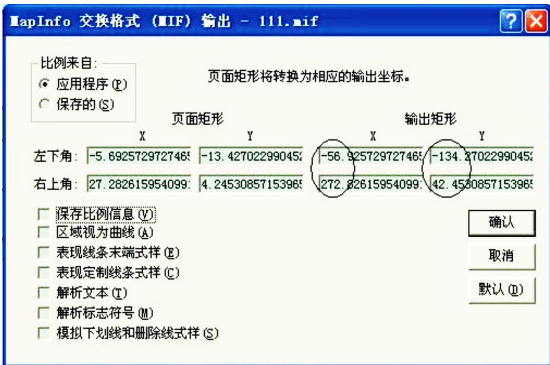 MapInfo 交换格式 (MIF) 输出 - 111.mif
比例来自:
应用程序(P)
保存的(S)
页面矩形将转换为相应的输出坐标。
页面矩形 输出矩形
X Y X Y
左下角: -5.6925729727465 -13.427022990452 -56.925729727465 -134.27022990452
右上角: 27.282615954099 4.2453085715396 272.82615954099 42.453085715396
保存比例信息(V)
区域视为曲线(A)
表现线条末端式样(E)
表现定制线条式样(C)
解析文本(T)
解析标志符号(M)
模拟下划线和删除线式样(S)
确认
取消
默认(D)